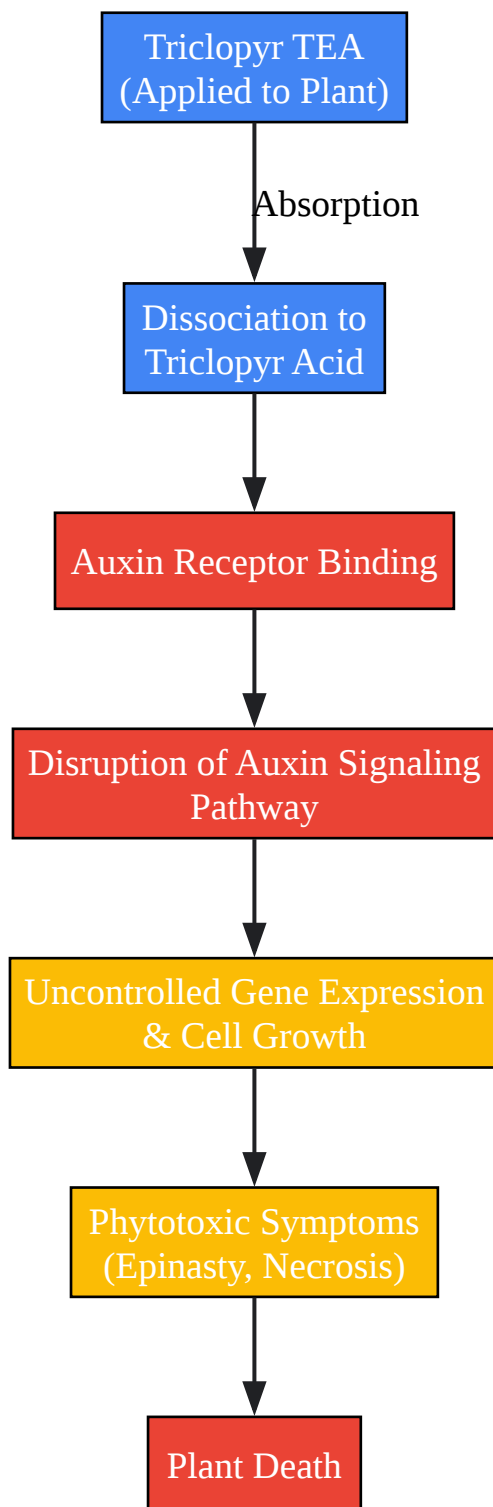 Triclopyr TEA
(Applied to Plant)
Absorption
Dissociation to
Triclopyr Acid
Auxin Receptor Binding
Disruption of Auxin Signaling
Pathway
Uncontrolled Gene Expression
& Cell Growth
Phytotoxic Symptoms
(Epinasty, Necrosis)
Plant Death